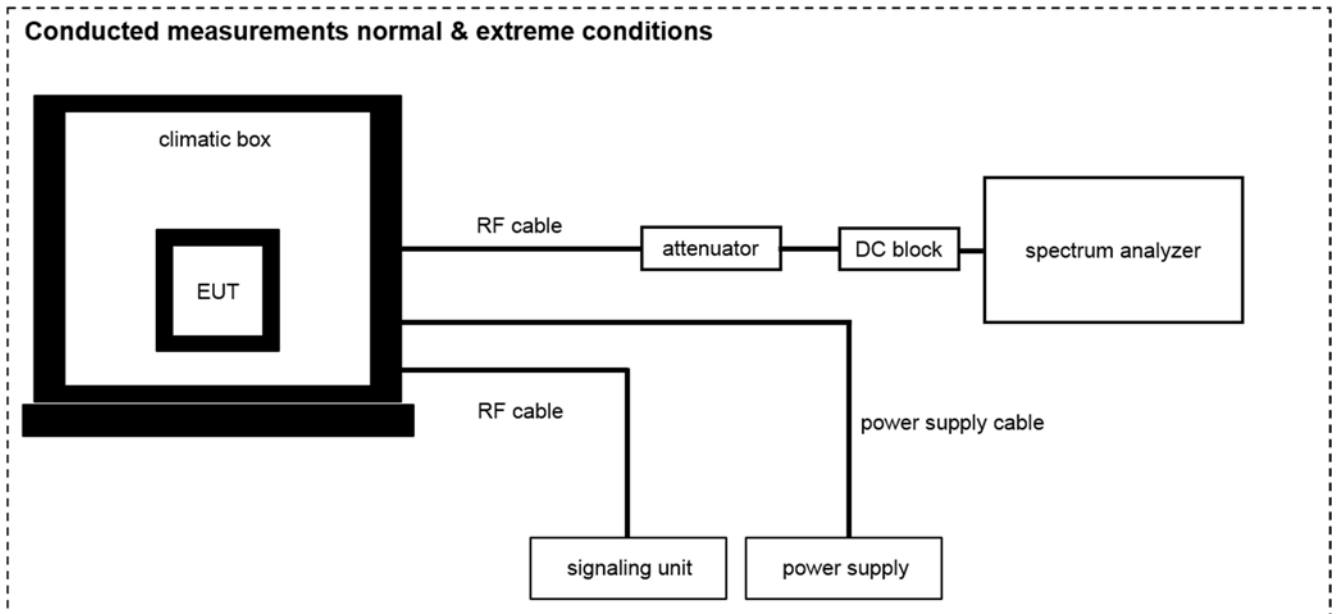 Conducted measurements normal & extreme conditions
climatic box
EUT
RF cable
attenuator
DC block
spectrum analyzer
RF cable
power supply cable
signaling unit
power supply